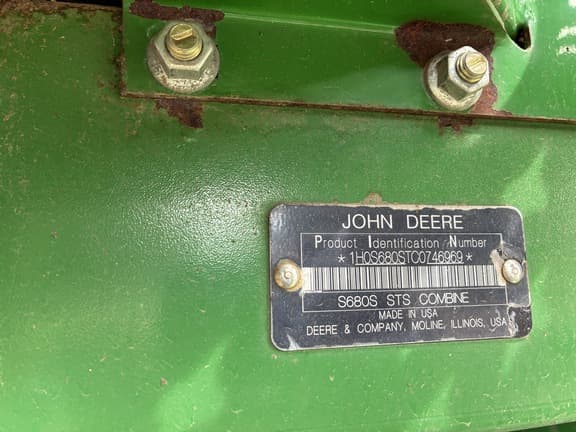 JOHN DEERE
Product Identification Number
*1H0S680STC0746969*
S680S STS COMBINE
MADE IN USA
DEERE & COMPANY, MOLINE, ILLINOIS, USA